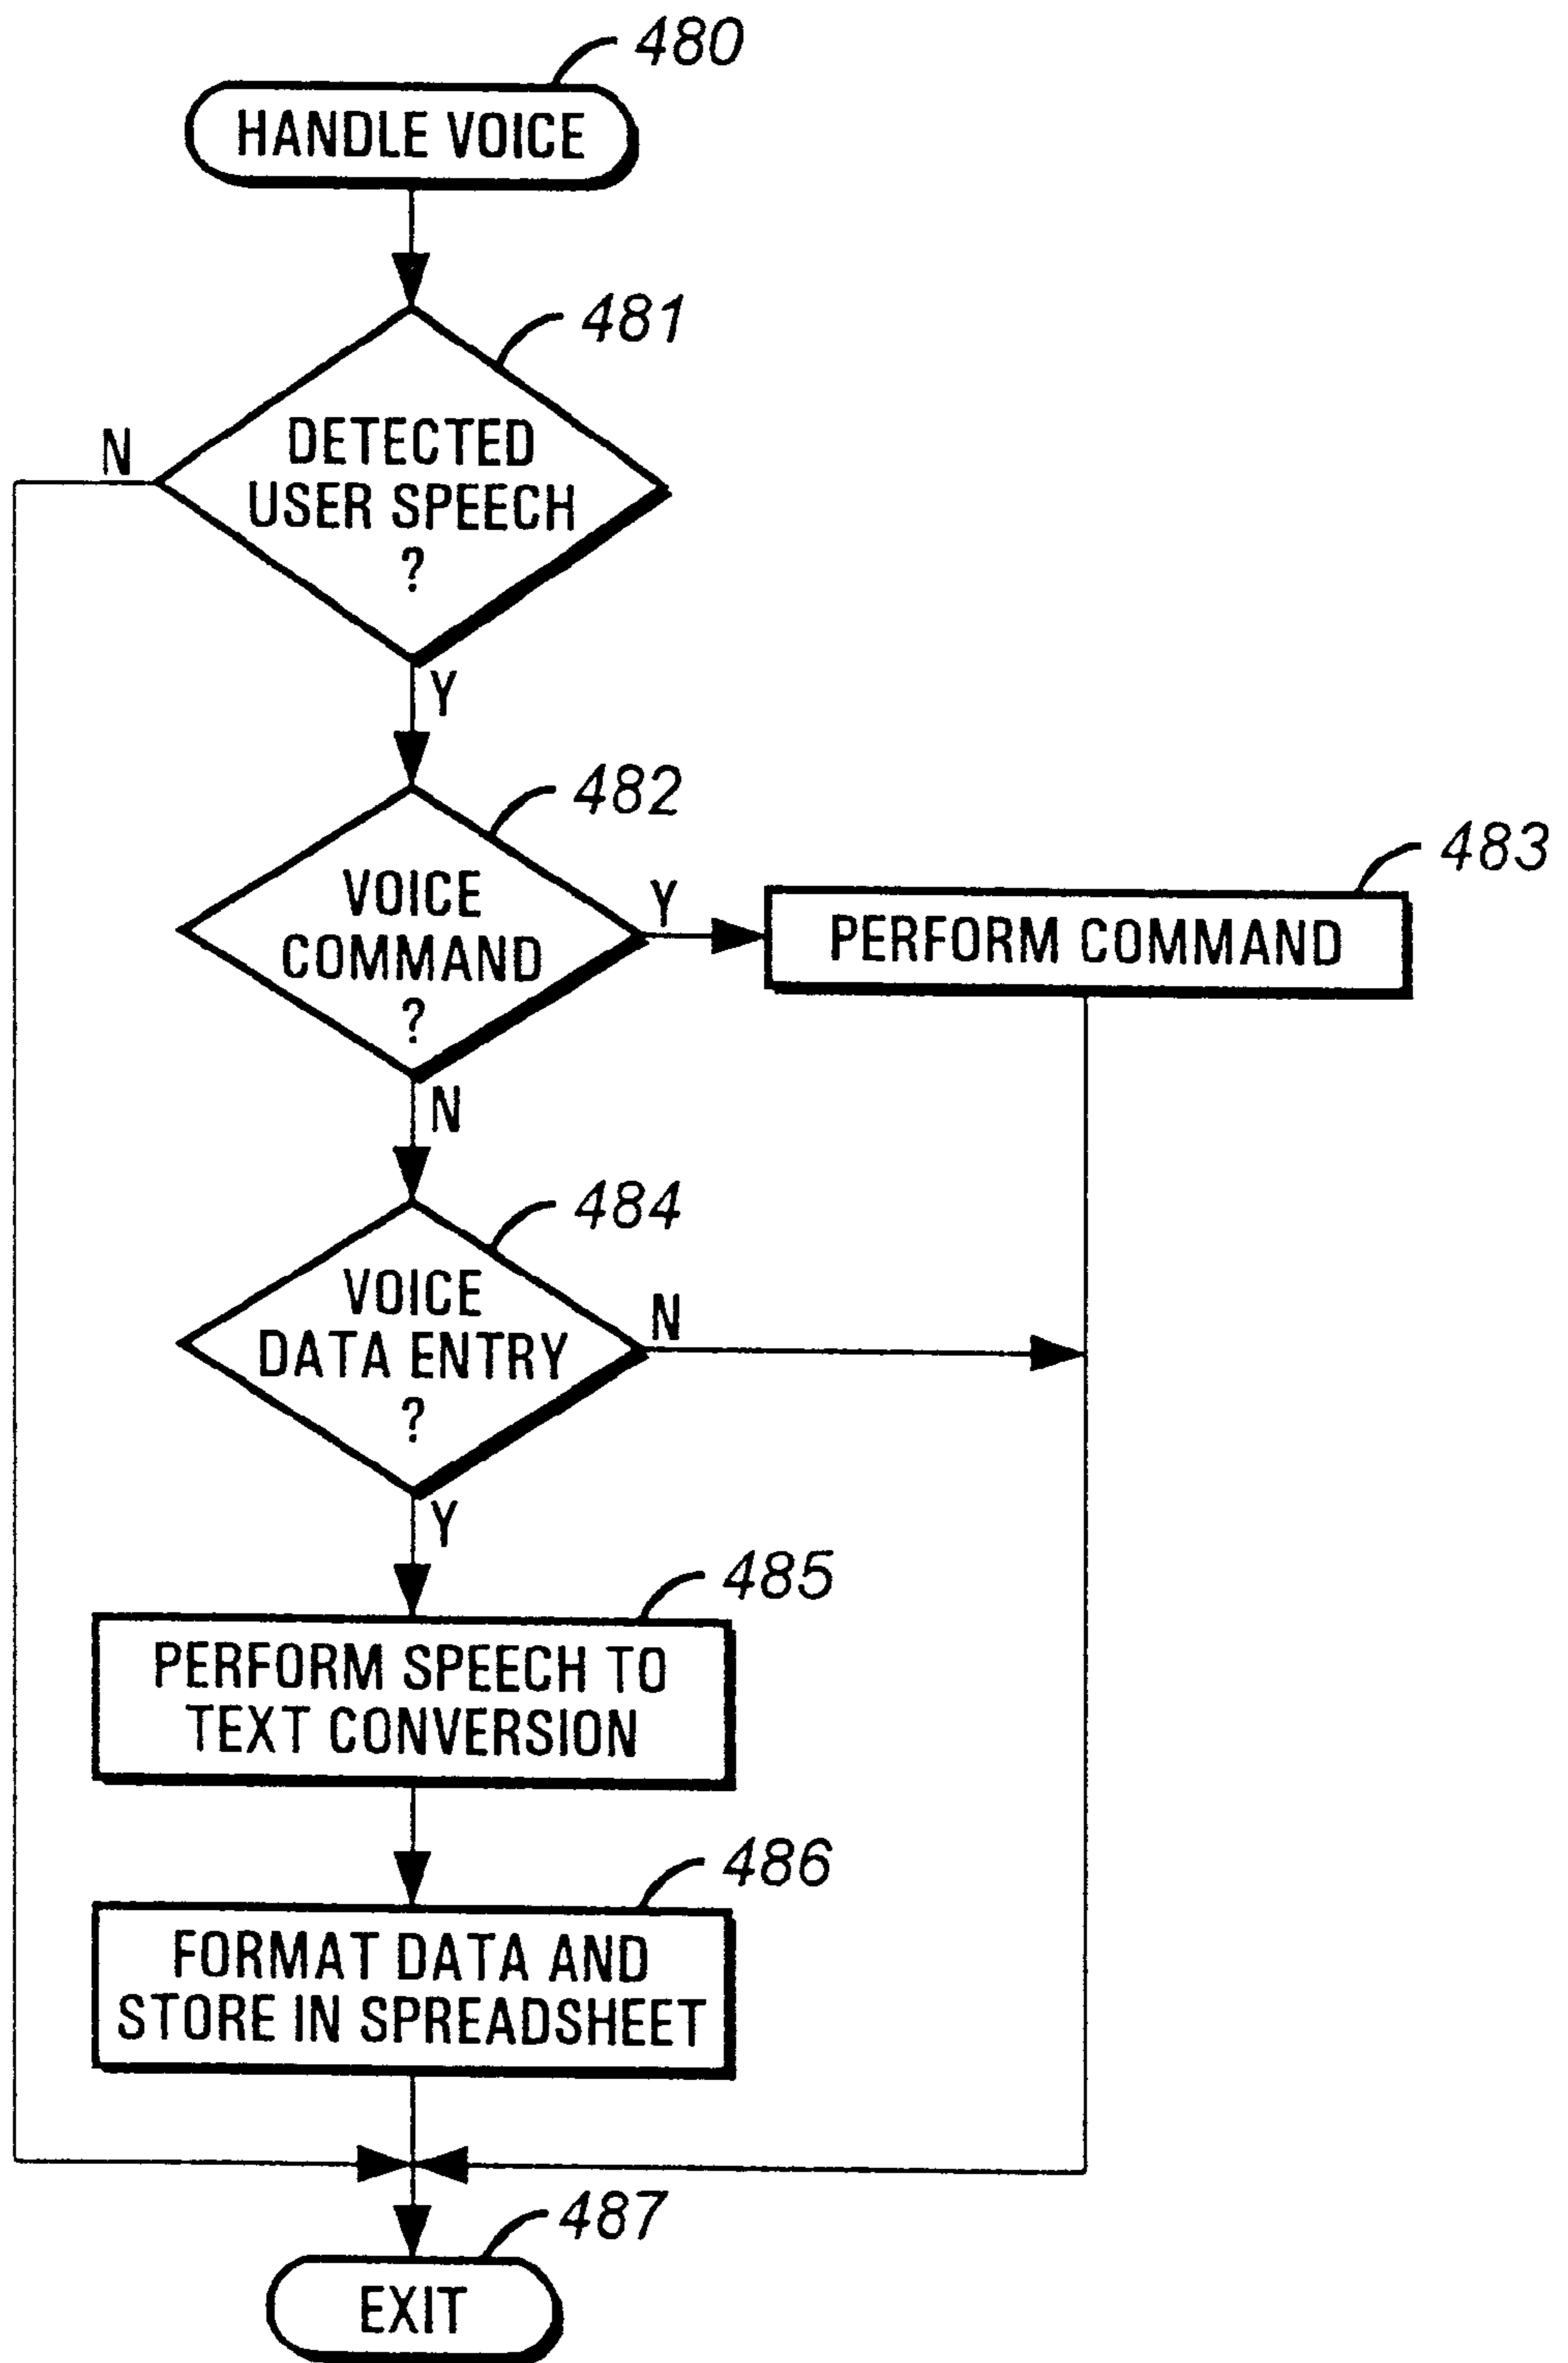 480
HANDLE VOICE
481
DETECTED
USER SPEECH
?
N
Y
482
VOICE
COMMAND
?
Y
483
PERFORM COMMAND
N
484
VOICE
DATA ENTRY
?
N
Y
485
PERFORM SPEECH TO
TEXT CONVERSION
486
FORMAT DATA AND
STORE IN SPREADSHEET
487
EXIT